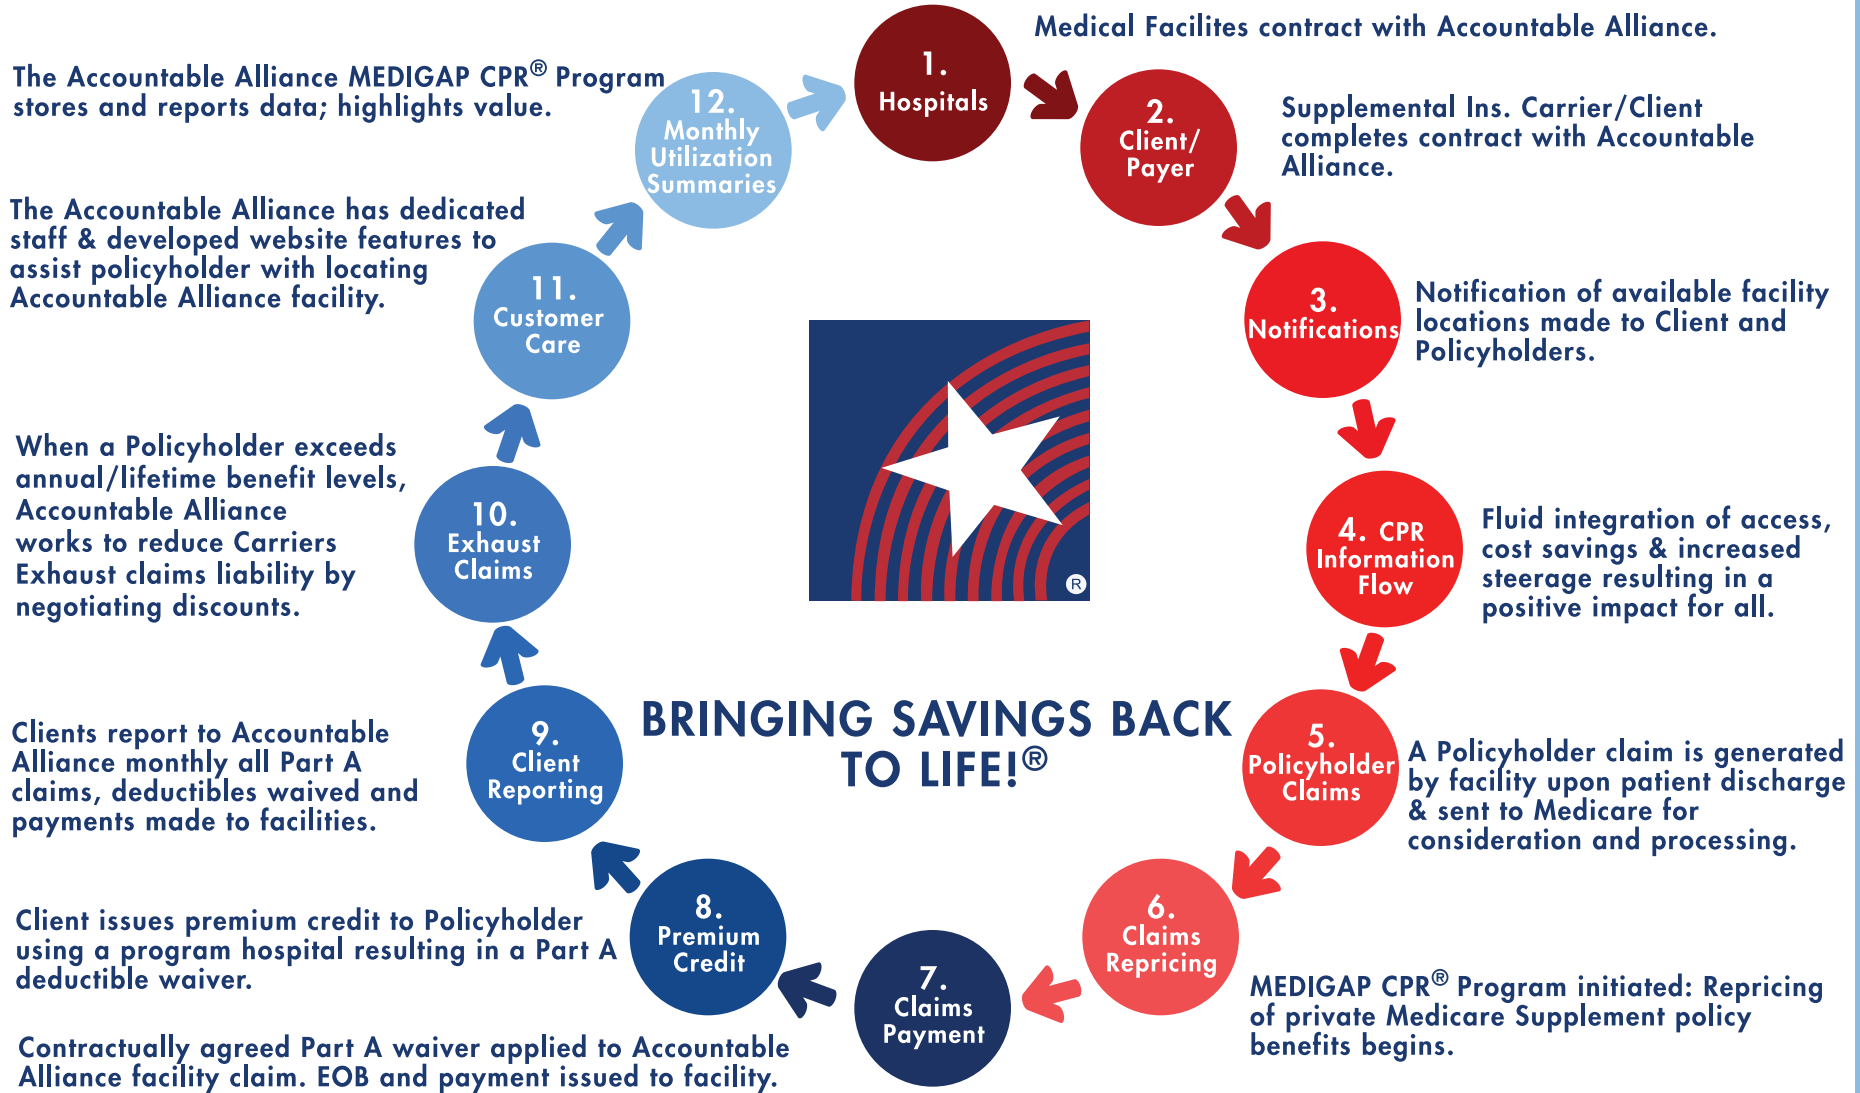 1.
Hospitals
Medical Facilites contract with Accountable Alliance.
2.
Client/
Payer
Supplemental Ins. Carrier/Client
completes contract with Accountable
Alliance.
3.
Notifications
Notification of available facility
locations made to Client and
Policyholders.
4. CPR
Information
Flow
Fluid integration of access,
cost savings & increased
steerage resulting in a
positive impact for all.
5.
Policyholder
Claims
A Policyholder claim is generated
by facility upon patient discharge
& sent to Medicare for
consideration and processing.
6.
Claims
Repricing
MEDIGAP CPR® Program initiated: Repricing
of private Medicare Supplement policy
benefits begins.
7.
Claims
Payment
Contractually agreed Part A waiver applied to Accountable
Alliance facility claim. EOB and payment issued to facility.
8.
Premium
Credit
Client issues premium credit to Policyholder
using a program hospital resulting in a Part A
deductible waiver.
9.
Client
Reporting
Clients report to Accountable
Alliance monthly all Part A
claims, deductibles waived and
payments made to facilities.
10.
Exhaust
Claims
When a Policyholder exceeds
annual/lifetime benefit levels,
Accountable Alliance
works to reduce Carriers
Exhaust claims liability by
negotiating discounts.
11.
Customer
Care
The Accountable Alliance has dedicated
staff & developed website features to
assist policyholder with locating
Accountable Alliance facility.
12.
Monthly
Utilization
Summaries
The Accountable Alliance MEDIGAP CPR® Program
stores and reports data; highlights value.
®
BRINGING SAVINGS BACK
TO LIFE!®